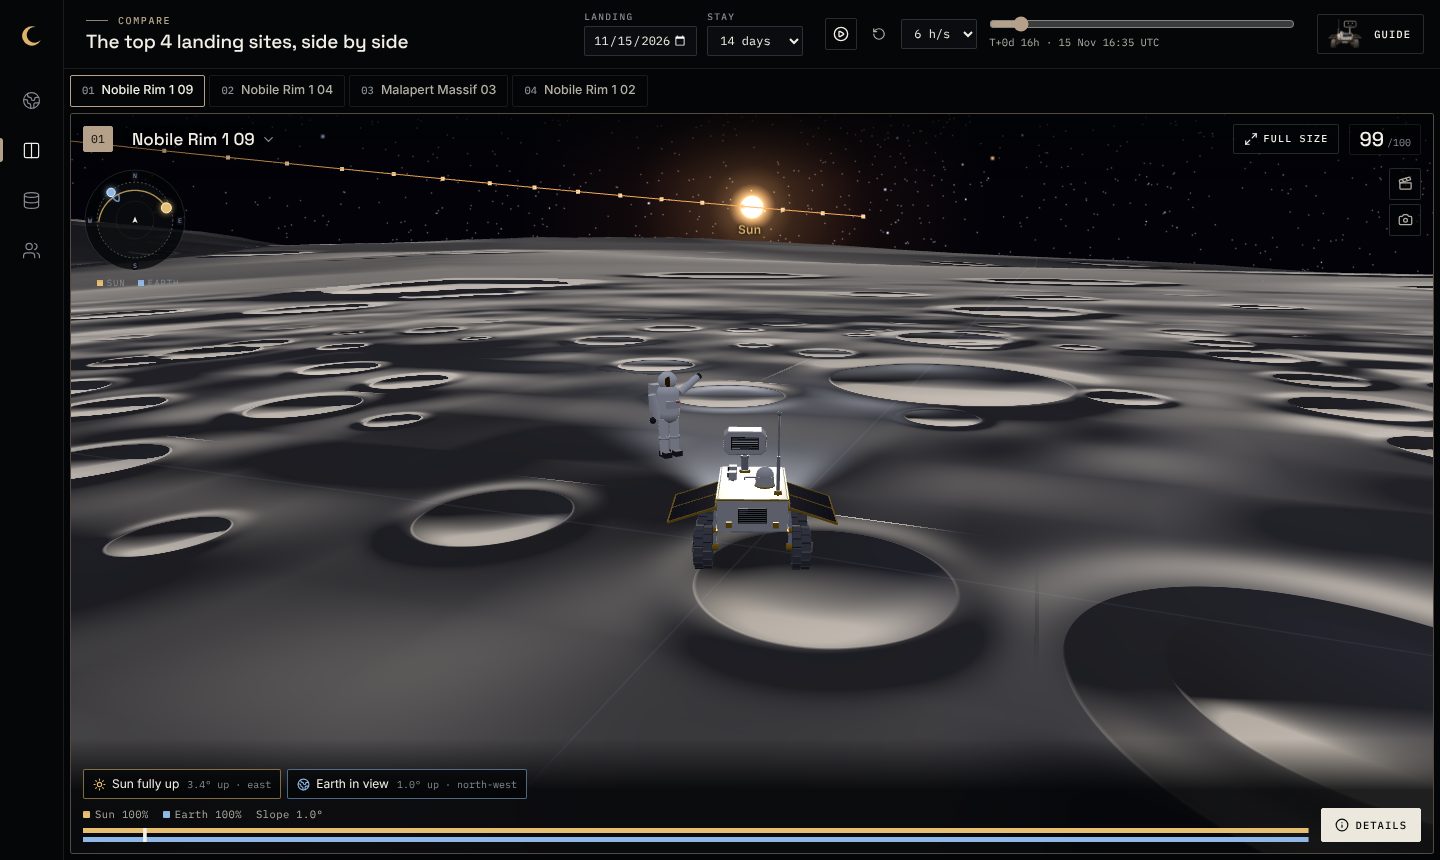 COMPARE
The top 4 landing sites, side by side
LANDING
11/15/2026
STAY
14 days
6 h/s
T+0d 16h · 15 Nov 16:35 UTC
GUIDE
01 Nobile Rim 1 09
02 Nobile Rim 1 04
03 Malapert Massif 03
04 Nobile Rim 1 02
01 Nobile Rim 1 09
FULL SIZE
99 /100
N
W
E
S
SUN
EARTH
Sun
Sun fully up 3.4° up · east
Earth in view 1.0° up · north-west
Sun 100% Earth 100% Slope 1.0°
DETAILS